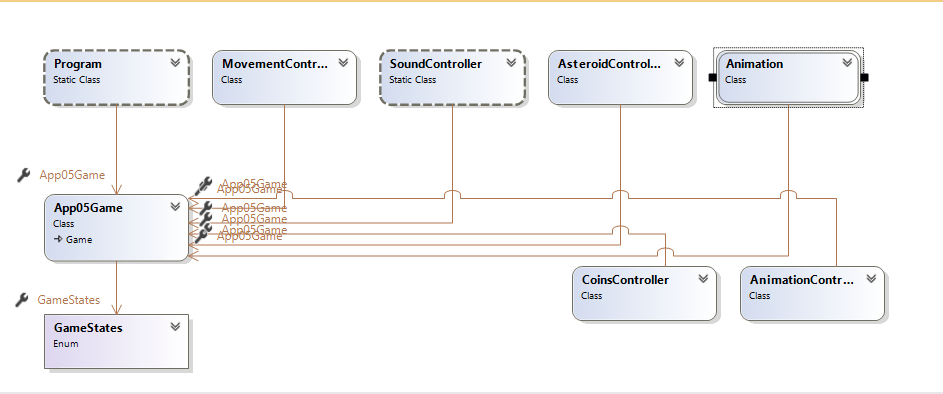 Program
Static Class
MovementContr...
Class
SoundController
Static Class
AsteroidControl...
Class
Animation
Class
App05Game
App05Game
App05Game
App05Game
App05Game
App05Game
App05Game
App05Game
Class
Game
CoinsController
Class
AnimationContr...
Class
GameStates
GameStates
Enum